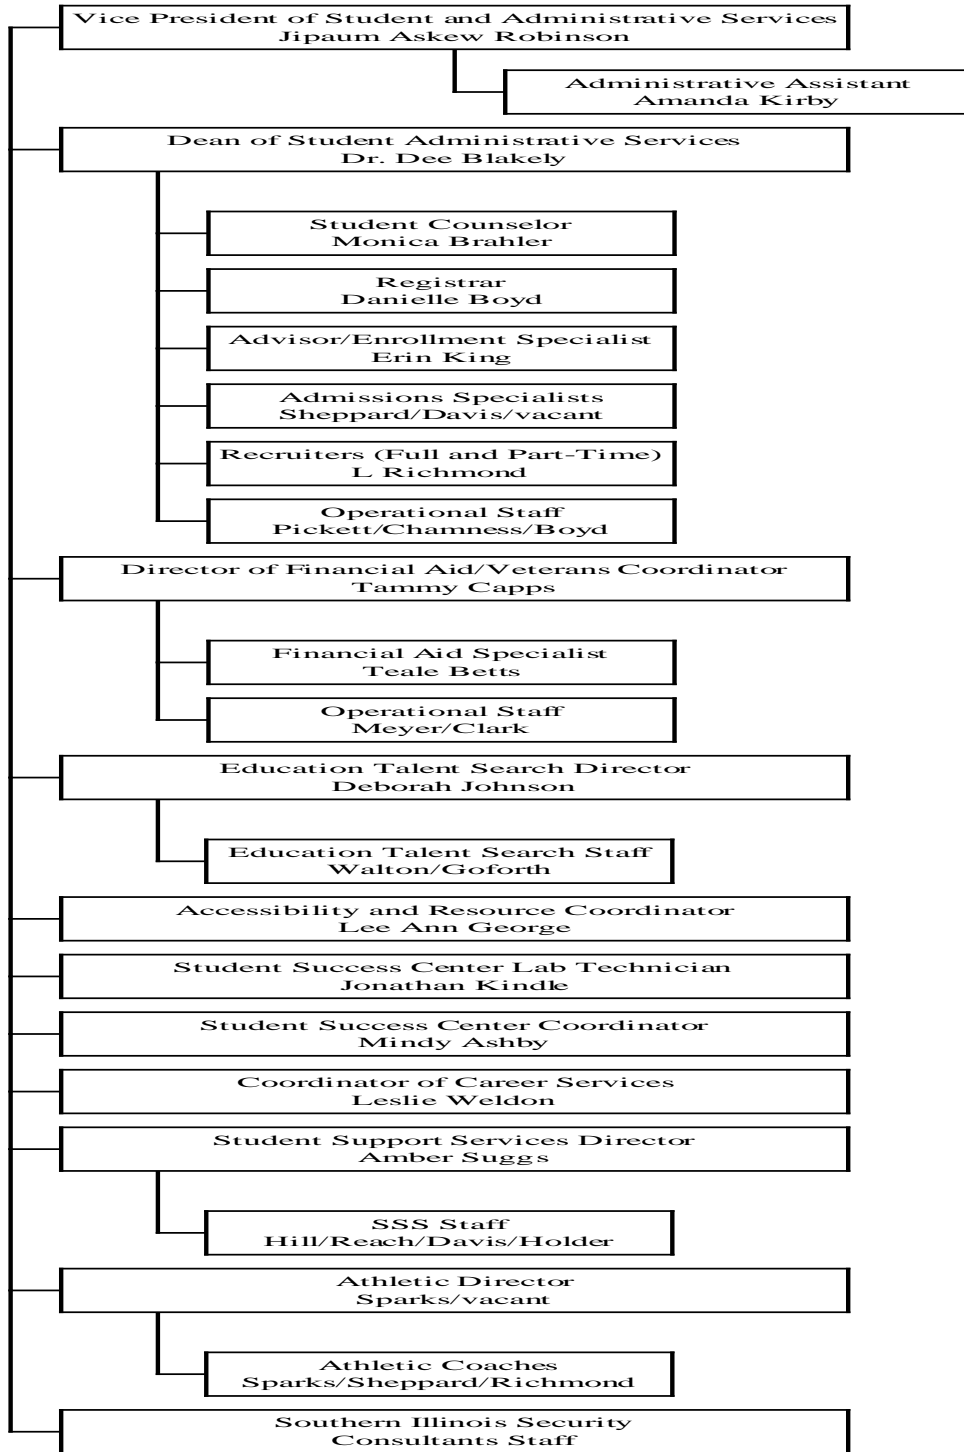 Vice President of Student and Administrative Services
Jipaum Askew Robinson
Administrative Assistant
Amanda Kirby
Dean of Student Administrative Services
Dr. Dee Blakely
Student Counselor
Monica Brahler
Registrar
Danielle Boyd
Advisor/Enrollment Specialist
Erin King
Admissions Specialists
Sheppard/Davis/vacant
Recruiters (Full and Part-Time)
L Richmond
Operational Staff
Pickett/Chamness/Boyd
Director of Financial Aid/Veterans Coordinator
Tammy Capps
Financial Aid Specialist
Teale Betts
Operational Staff
Meyer/Clark
Education Talent Search Director
Deborah Johnson
Education Talent Search Staff
Walton/Goforth
Accessibility and Resource Coordinator
Lee Ann George
Student Success Center Lab Technician
Jonathan Kindle
Student Success Center Coordinator
Mindy Ashby
Coordinator of Career Services
Leslie Weldon
Student Support Services Director
Amber Suggs
SSS Staff
Hill/Reach/Davis/Holder
Athletic Director
Sparks/vacant
Athletic Coaches
Sparks/Sheppard/Richmond
Southern Illinois Security
Consultants Staff